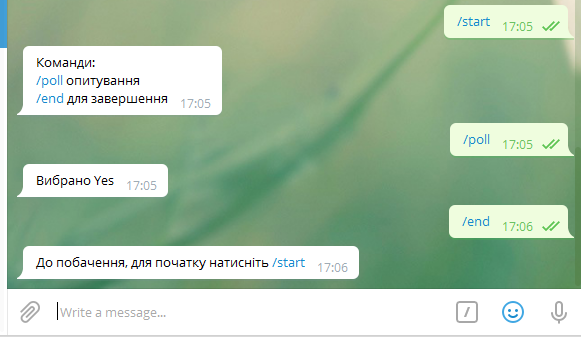 /start 17:05
Команди:
/poll опитування
/end для завершення 17:05
/poll 17:05
Вибрано Yes 17:05
/end 17:06
До побачення, для початку натисніть /start 17:06
Write a message...